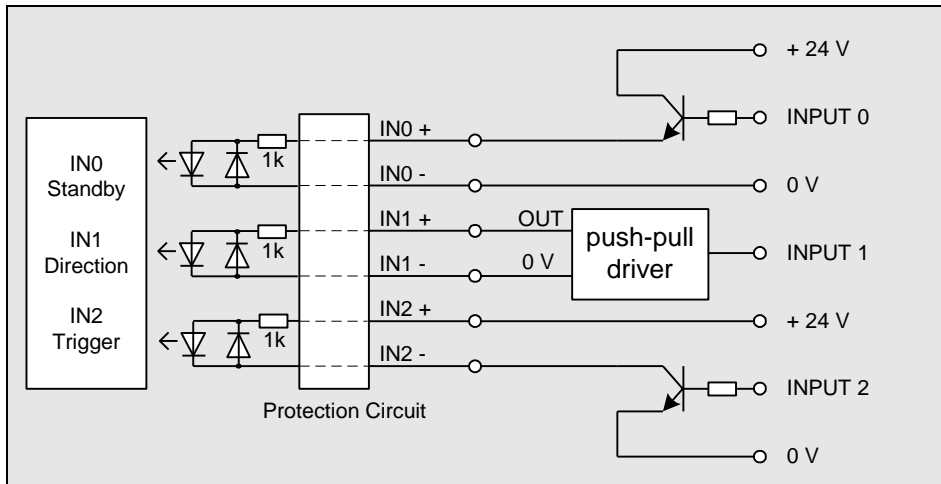 + 24 V
INPUT 0
IN0 +
1k
IN0 -
0 V
IN0
Standby
IN1 +
OUT
push-pull
driver
INPUT 1
IN1
Direction
1k
IN1 -
0 V
IN2 +
+ 24 V
IN2
Trigger
1k
IN2 -
INPUT 2
Protection Circuit
0 V